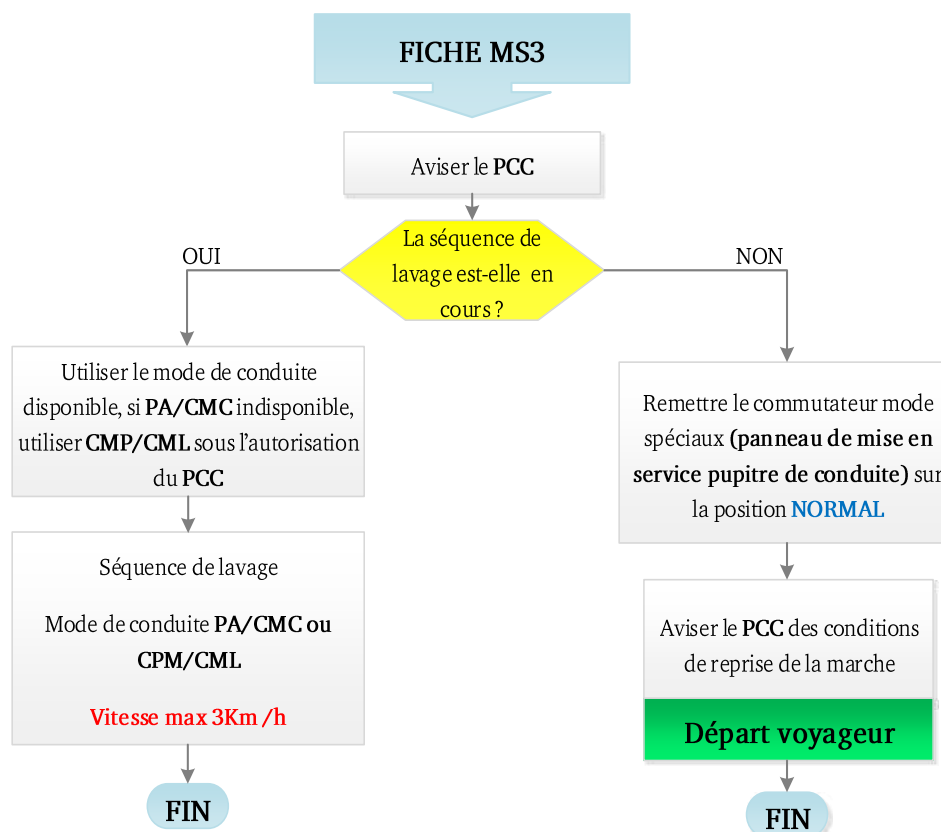 FICHE MS3
Aviser le PCC
La séquence de
lavage est-elle en
cours ?
OUI
NON
Utiliser le mode de conduite
disponible, si PA/CMC indisponible,
utiliser CMP/CML sous l'autorisation
du PCC
Séquence de lavage
Mode de conduite PA/CMC ou
CPM/CML
Vitesse max 3Km /h
FIN
Remettre le commutateur mode
spéciaux (panneau de mise en
service pupitre de conduite) sur
la position NORMAL
Aviser le PCC des conditions
de reprise de la marche
Départ voyageur
FIN